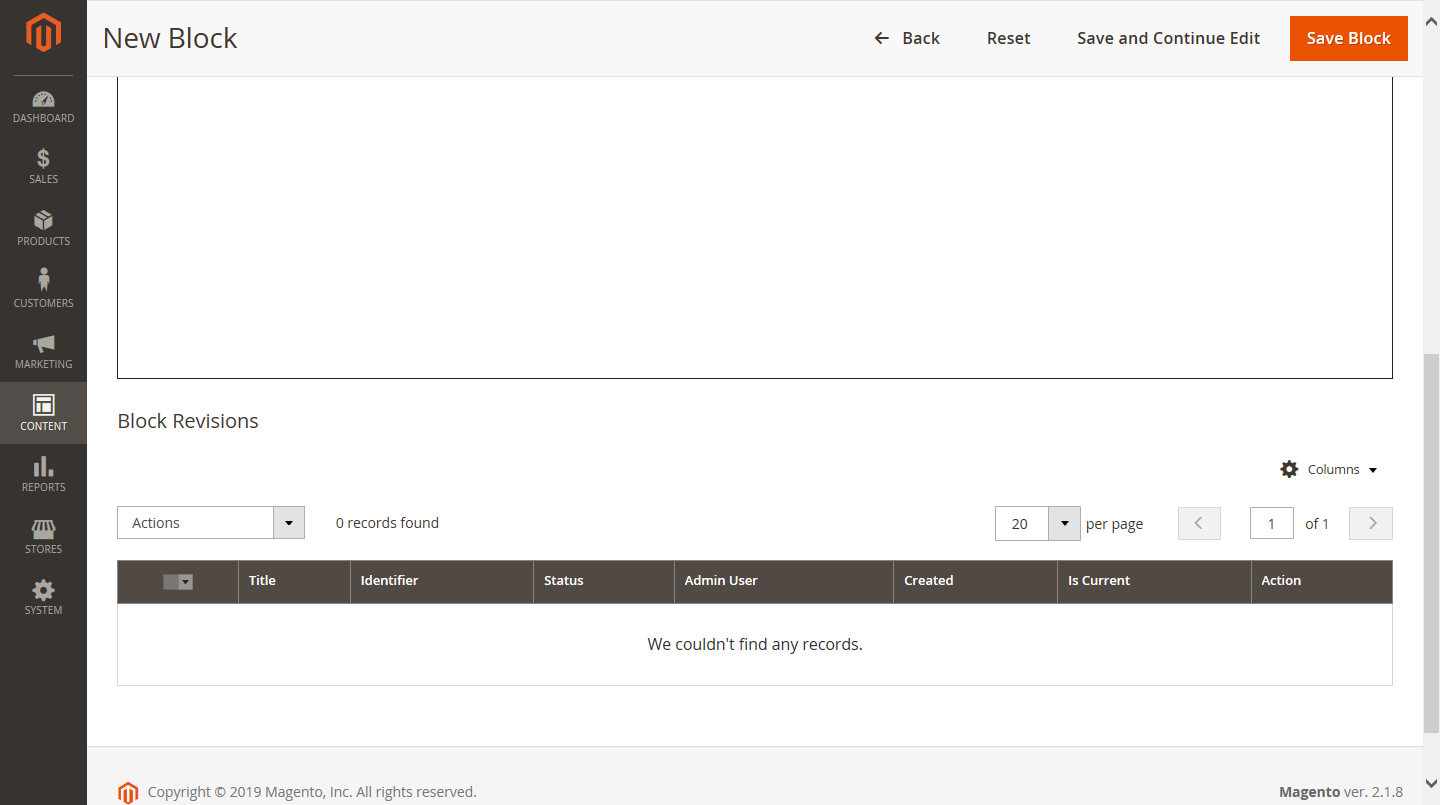 New Block
Back
Reset
Save and Continue Edit
Save Block
DASHBOARD
SALES
PRODUCTS
CUSTOMERS
MARKETING
CONTENT
REPORTS
STORES
SYSTEM
Block Revisions
Columns
Actions
0 records found
20
per page
1
of 1
Title
Identifier
Status
Admin User
Created
Is Current
Action
We couldn't find any records.
Copyright © 2019 Magento, Inc. All rights reserved.
Magento ver. 2.1.8